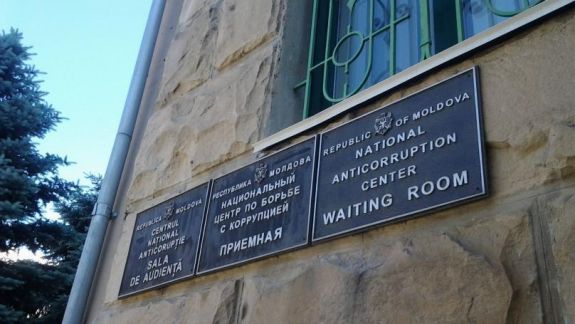 REPUBLICA MOLDOVA
CENTRUL
NATIONAL
ANTICORUPȚIE
SALA
DE AUDIENȚĂ
РЕСПУБЛИКА МОЛДОВА
НАЦИОНАЛЬНЫЙ
ЦЕНТР ПО БОРЬБЕ
С КОРРУПЦИЕЙ
ПРИЕМНАЯ
REPUBLIC OF MOLDOVA
NATIONAL
ANTICORRUPTION
CENTER
WAITING ROOM